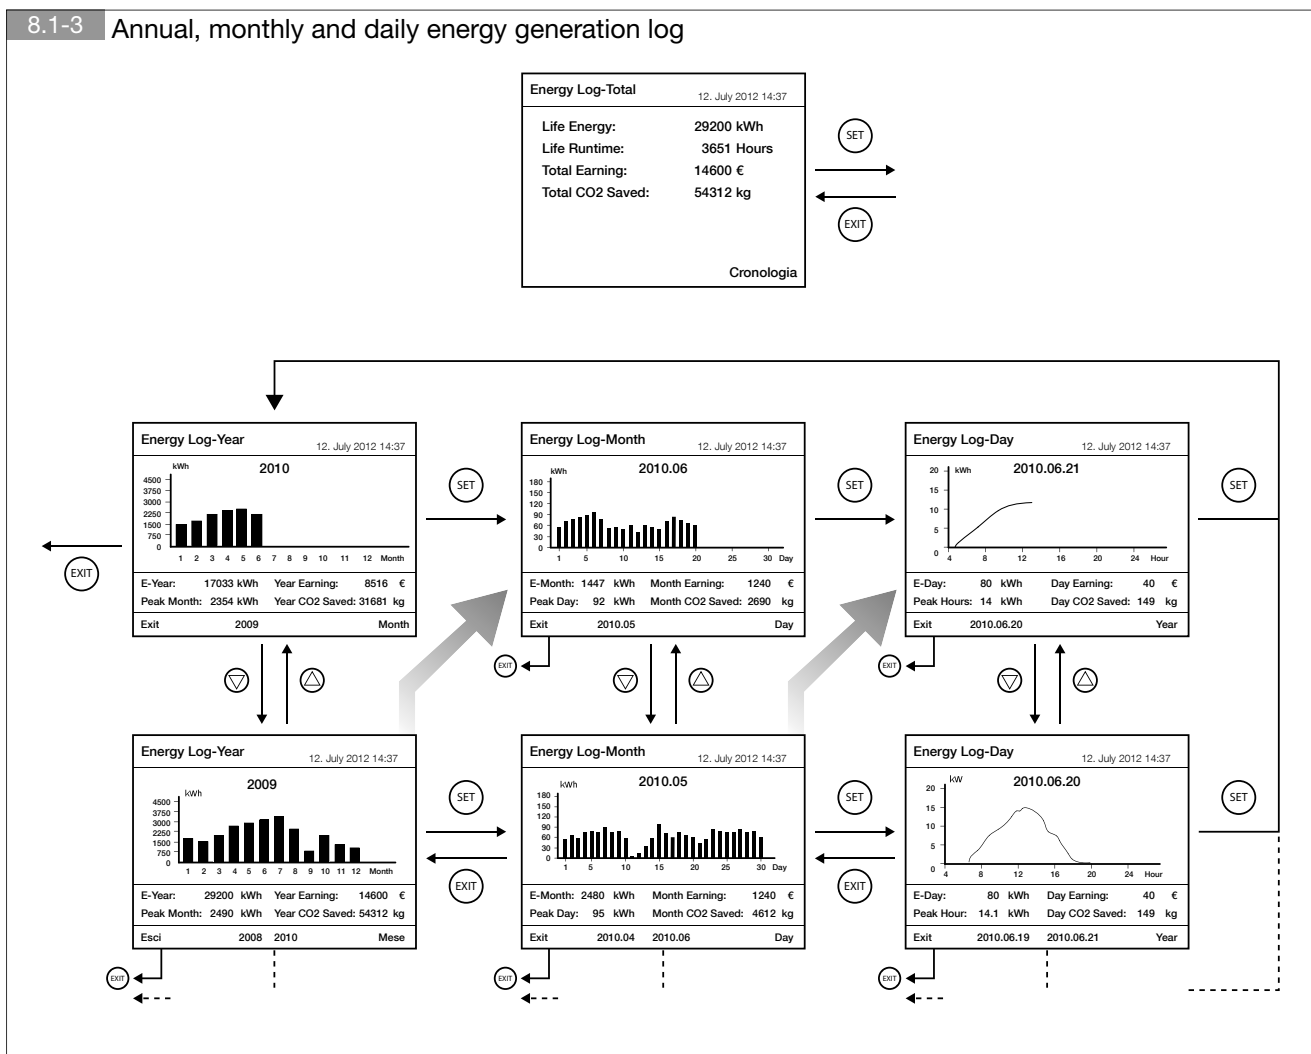 8.1-3 Annual, monthly and daily energy generation log
Energy Log-Total 12. July 2012 14:37
Life Energy: 29200 kWh
Life Runtime: 3651 Hours
Total Earning: 14600 €
Total CO2 Saved: 54312 kg
Cronologia
SET
EXIT
Energy Log-Year 12. July 2012 14:37
kWh 2010
4500
3750
3000
2250
1500
750
0
1 2 3 4 5 6 7 8 9 10 11 12 Month
E-Year: 17033 kWh Year Earning: 8516 €
Peak Month: 2354 kWh Year CO2 Saved: 31681 kg
Exit 2009 Month
EXIT
SET
Energy Log-Month 12. July 2012 14:37
kWh 2010.06
180
150
120
90
60
30
0
1 5 10 15 20 25 30 Day
E-Month: 1447 kWh Month Earning: 1240 €
Peak Day: 92 kWh Month CO2 Saved: 2690 kg
Exit 2010.05 Day
EXIT
SET
Energy Log-Day 12. July 2012 14:37
20 kWh 2010.06.21
15
10
5
0
4 8 12 16 20 24 Hour
E-Day: 80 kWh Day Earning: 40 €
Peak Hours: 14 kWh Day CO2 Saved: 149 kg
Exit 2010.06.20 Year
EXIT
SET
Energy Log-Year 12. July 2012 14:37
kWh 2009
4500
3750
3000
2250
1500
750
0
1 2 3 4 5 6 7 8 9 10 11 12 Month
E-Year: 29200 kWh Year Earning: 14600 €
Peak Month: 2490 kWh Year CO2 Saved: 54312 kg
Esci 2008 2010 Mese
EXIT
SET
EXIT
Energy Log-Month 12. July 2012 14:37
kWh 2010.05
180
150
120
90
60
30
0
1 5 10 15 20 25 30 Day
E-Month: 2480 kWh Month Earning: 1240 €
Peak Day: 95 kWh Month CO2 Saved: 4612 kg
Exit 2010.04 2010.06 Day
EXIT
SET
EXIT
Energy Log-Day 12. July 2012 14:37
20 kW 2010.06.20
15
10
5
0
4 8 12 16 20 24 Hour
E-Day: 80 kWh Day Earning: 40 €
Peak Hour: 14.1 kWh Day CO2 Saved: 149 kg
Exit 2010.06.19 2010.06.21 Year
EXIT
SET